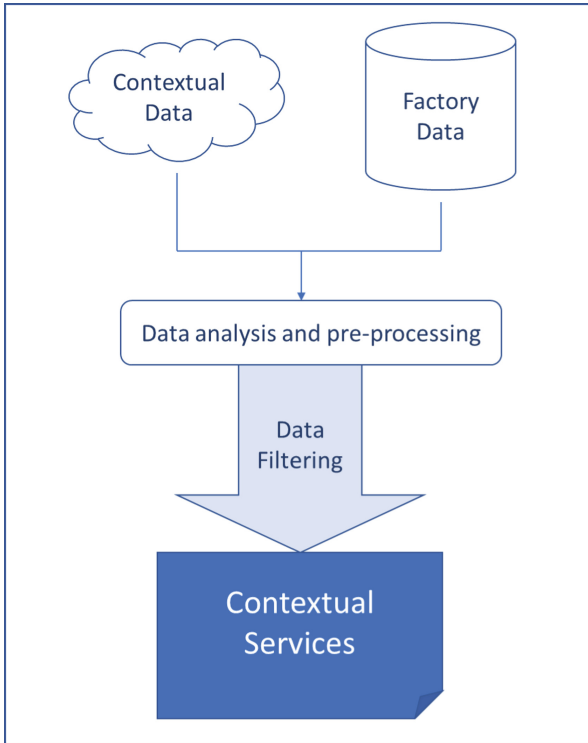 Contextual
Data
Factory
Data
Data analysis and pre-processing
Data
Filtering
Contextual
Services